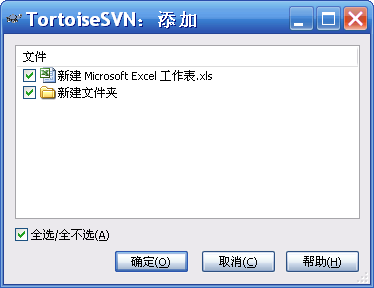 TortoiseSVN：添加
文件
新建 Microsoft Excel 工作表.xls
新建文件夹
全选/全不选(A)
确定(O) 取消(C) 帮助(H)